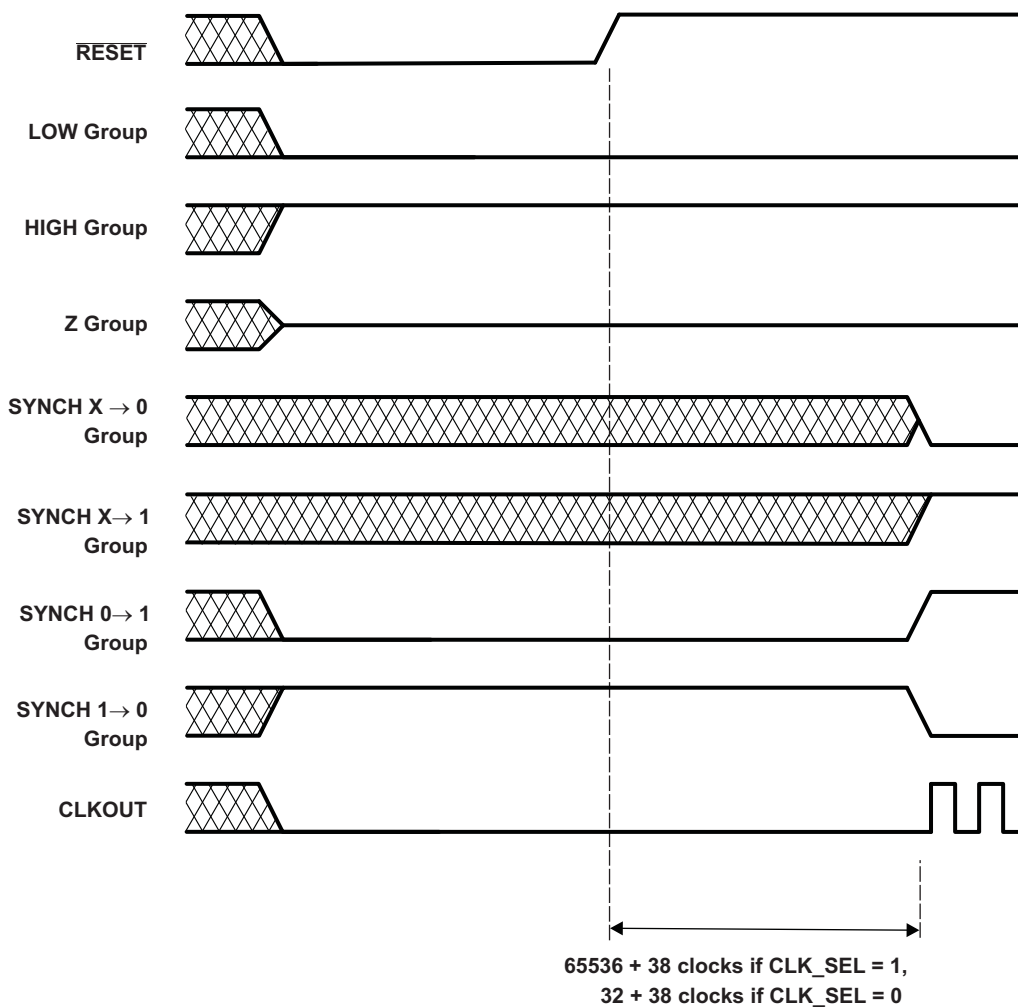 RESET
LOW Group
HIGH Group
Z Group
SYNCH X → 0
Group
SYNCH X→ 1
Group
SYNCH 0→ 1
Group
SYNCH 1→ 0
Group
CLKOUT
65536 + 38 clocks if CLK_SEL = 1,
32 + 38 clocks if CLK_SEL = 0